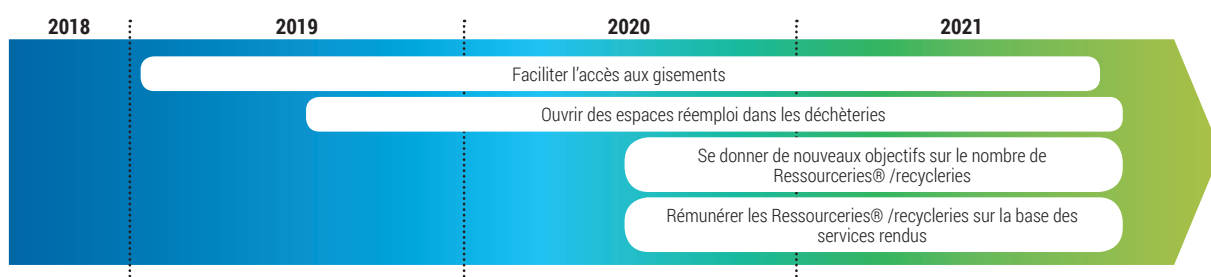 2018 2019 2020 2021
Faciliter l'accès aux gisements
Ouvrir des espaces réemploi dans les déchèteries
Se donner de nouveaux objectifs sur le nombre de
Ressourceries® /recycleries
Rémunérer les Ressourceries® /recycleries sur la base des
services rendus